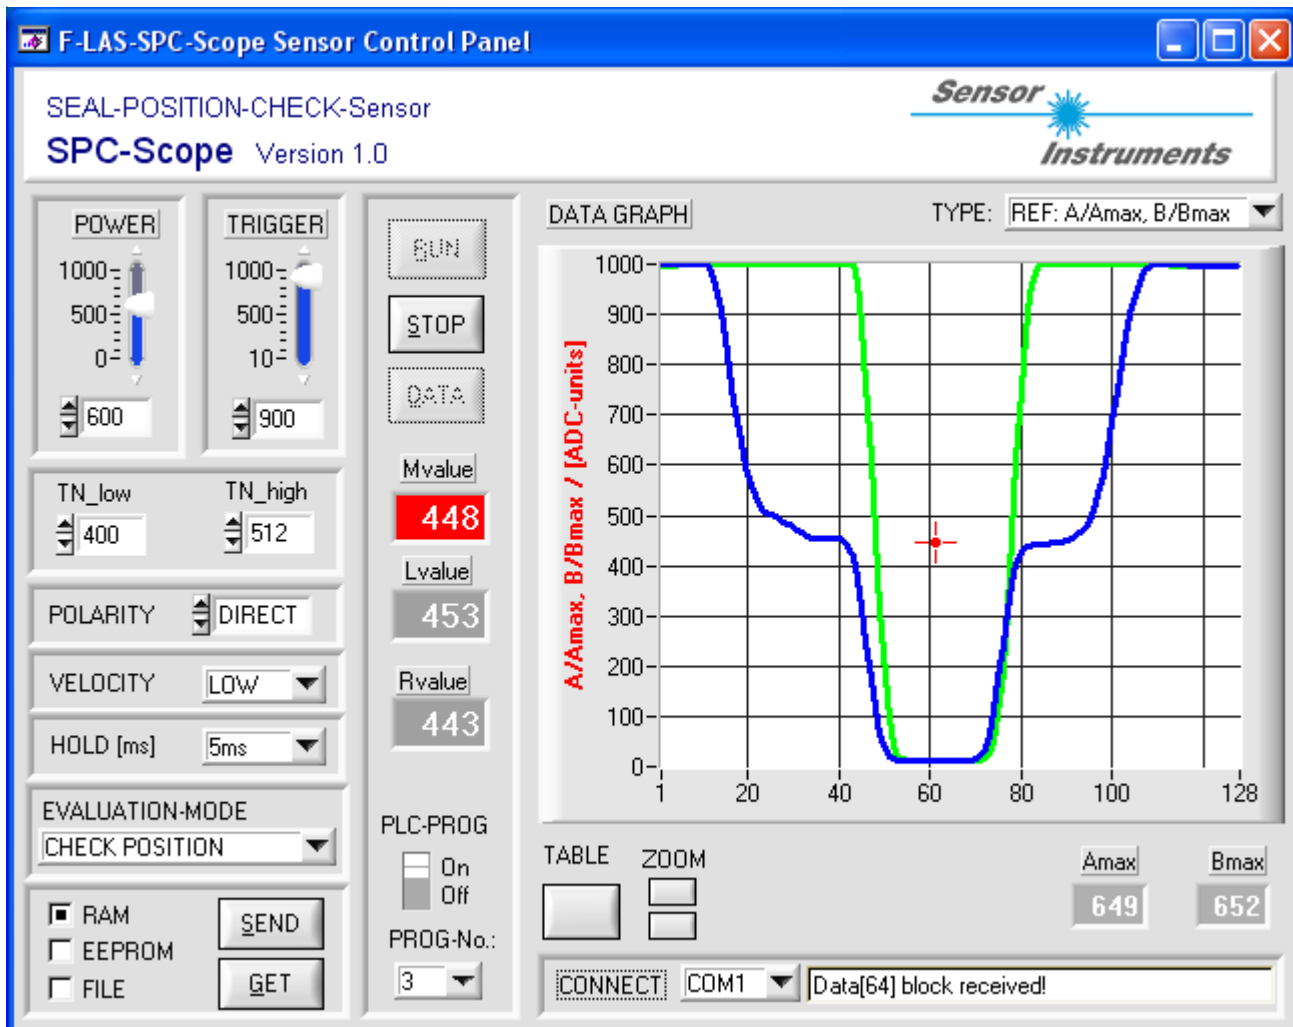 F-LAS-SPC-Scope Sensor Control Panel
SEAL-POSITION-CHECK-Sensor
SPC-Scope Version 1.0
Sensor
Instruments
POWER
1000
500
0
600
TRIGGER
1000
500
10
900
TN_low
400
TN_high
512
POLARITY DIRECT
VELOCITY LOW
HOLD [ms] 5ms
EVALUATION-MODE
CHECK POSITION
RAM
EEPROM
FILE
SEND
GET
RUN
STOP
DATA
Mvalue
448
Lvalue
453
Rvalue
443
PLC-PROG
On
Off
PROG-No.:
3
DATA GRAPH
TYPE: REF: A/Amax, B/Bmax
A/Amax, B/Bmax / [ADC-units]
1000
900
800
700
600
500
400
300
200
100
0
1 20 40 60 80 100 128
TABLE
ZOOM
Amax
649
Bmax
652
CONNECT COM1 Data[64] block received!